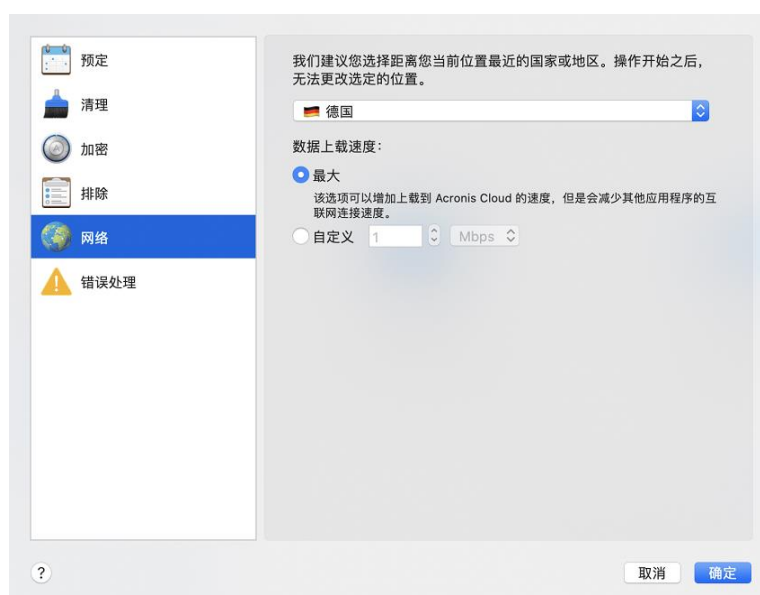 预定
清理
加密
排除
网络
错误处理
我们建议您选择距离您当前位置最近的国家或地区。操作开始之后，
无法更改选定的位置。
德国
数据上载速度：
最大
该选项可以增加上载到 Acronis Cloud 的速度，但是会减少其他应用程序的互
联网连接速度。
自定义 1 Mbps
? 取消 确定